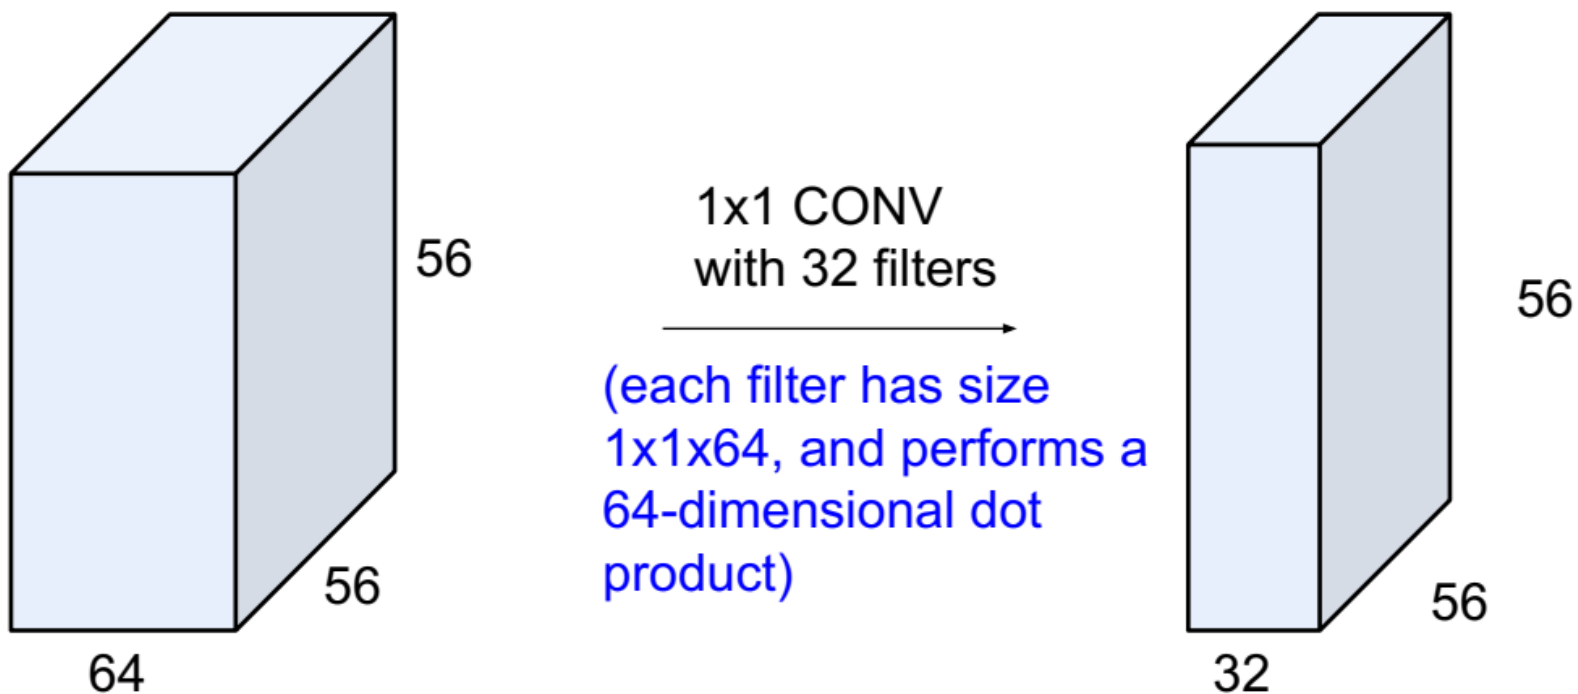 56
56
64
1x1 CONV
with 32 filters
(each filter has size
1x1x64, and performs a
64-dimensional dot
product)
56
56
32